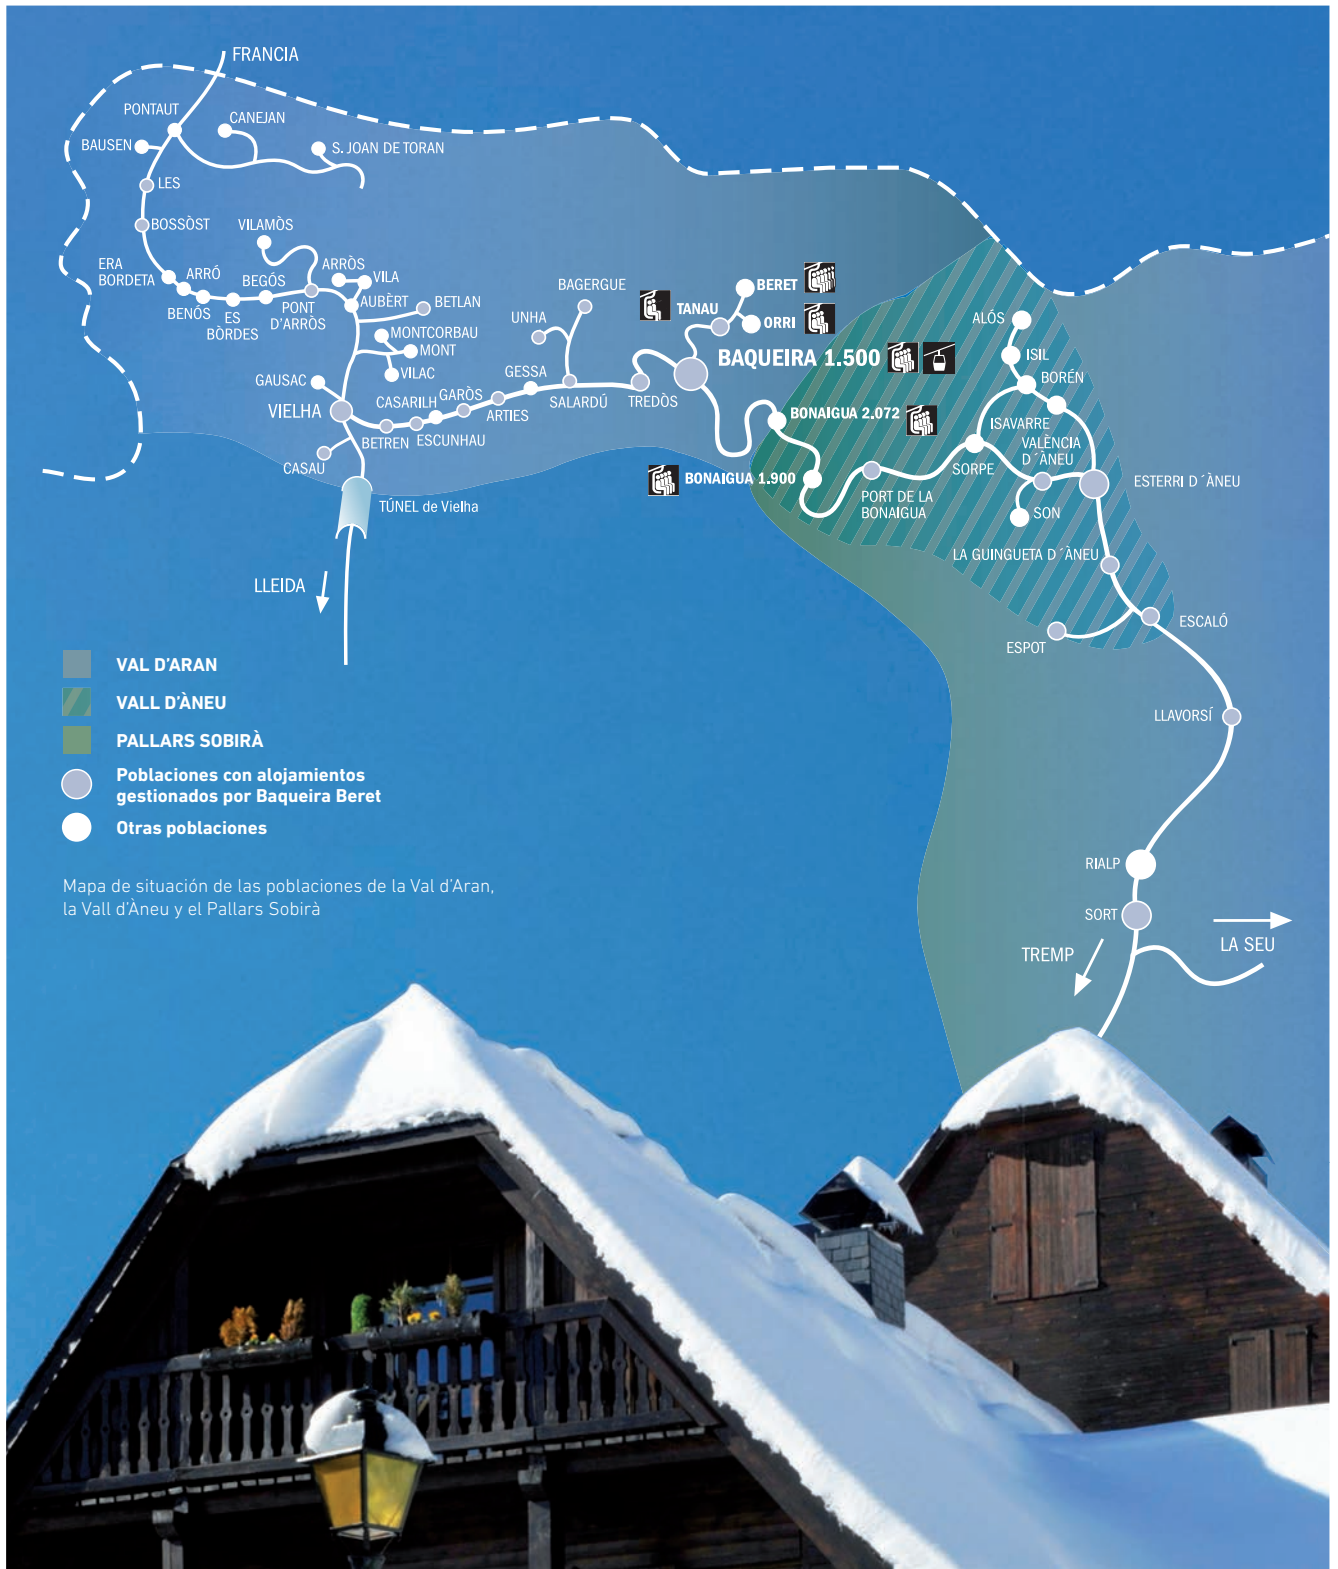 FRANCIA
PONTAUT
CANEJAN
BAUSEN
S. JOAN DE TORAN
LES
BOSSÒST
VILAMÒS
ERA
BORDETA
ARRÓ
BEGÓS
ARRÒS
VILA
BENÓS
ES
BÒRDES
PONT
D'ARRÒS
AUBÈRT
BETLAN
MONTCORBAU
MONT
VILAC
GAUSAC
VIELHA
CASAU
BETREN
CASARILH
ESCUNHAU
GARÒS
ARTIES
GESSA
UNHA
BAGERGUE
SALARDÚ
TREDÒS
TANAU
BERET
ORRI
BAQUEIRA 1.500
BONAIGUA 2.072
BONAIGUA 1.900
PORT DE LA
BONAIGUA
ALÓS
ISIL
BORÉN
ISAVARRE
SORPE
VALÈNCIA
D´ÀNEU
SON
ESTERRI D´ÀNEU
LA GUINGUETA D´ÀNEU
ESCALÓ
ESPOT
LLAVORSÍ
RIALP
SORT
TREMP
LA SEU
TÚNEL de Vielha
LLEIDA
VAL D'ARAN
VALL D'ÀNEU
PALLARS SOBIRÀ
Poblaciones con alojamientos
gestionados por Baqueira Beret
Otras poblaciones
Mapa de situación de las poblaciones de la Val d'Aran,
la Vall d'Àneu y el Pallars Sobirà